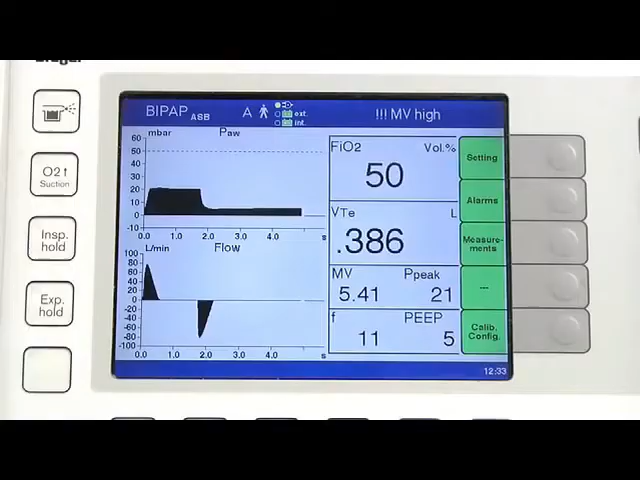 Dräger
BIPAP ASB A ext. int. !!! MV high
O2↑
Suction
Insp.
hold
Exp.
hold
mbar Paw
60
50
40
30
20
10
0
-10
0.0 1.0 2.0 3.0 4.0 s
L/min Flow
100
80
60
40
20
0
-20
-40
-60
-80
-100
0.0 1.0 2.0 3.0 4.0 s
FiO2 Vol.%
50
VTe L
.386
MV Ppeak
5.41 21
f PEEP
11 5
Setting
Alarms
Measure-
ments
---
Calib.
Config.
12:33